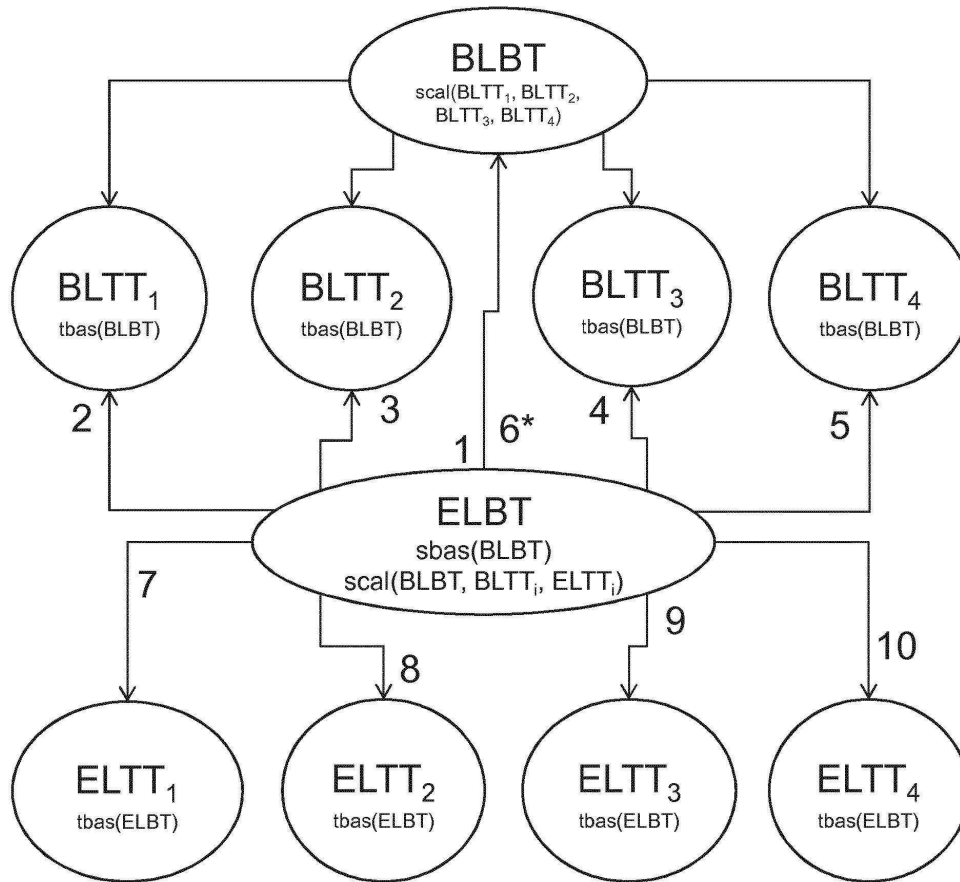 BLBT
scal(BLTT₁, BLTT₂,
BLTT₃, BLTT₄)
BLTT₁
tbas(BLBT)
BLTT₂
tbas(BLBT)
BLTT₃
tbas(BLBT)
BLTT₄
tbas(BLBT)
2
3
4
5
1
6*
ELBT
sbas(BLBT)
scal(BLBT, BLTTᵢ, ELTTᵢ)
7
8
9
10
ELTT₁
tbas(ELBT)
ELTT₂
tbas(ELBT)
ELTT₃
tbas(ELBT)
ELTT₄
tbas(ELBT)